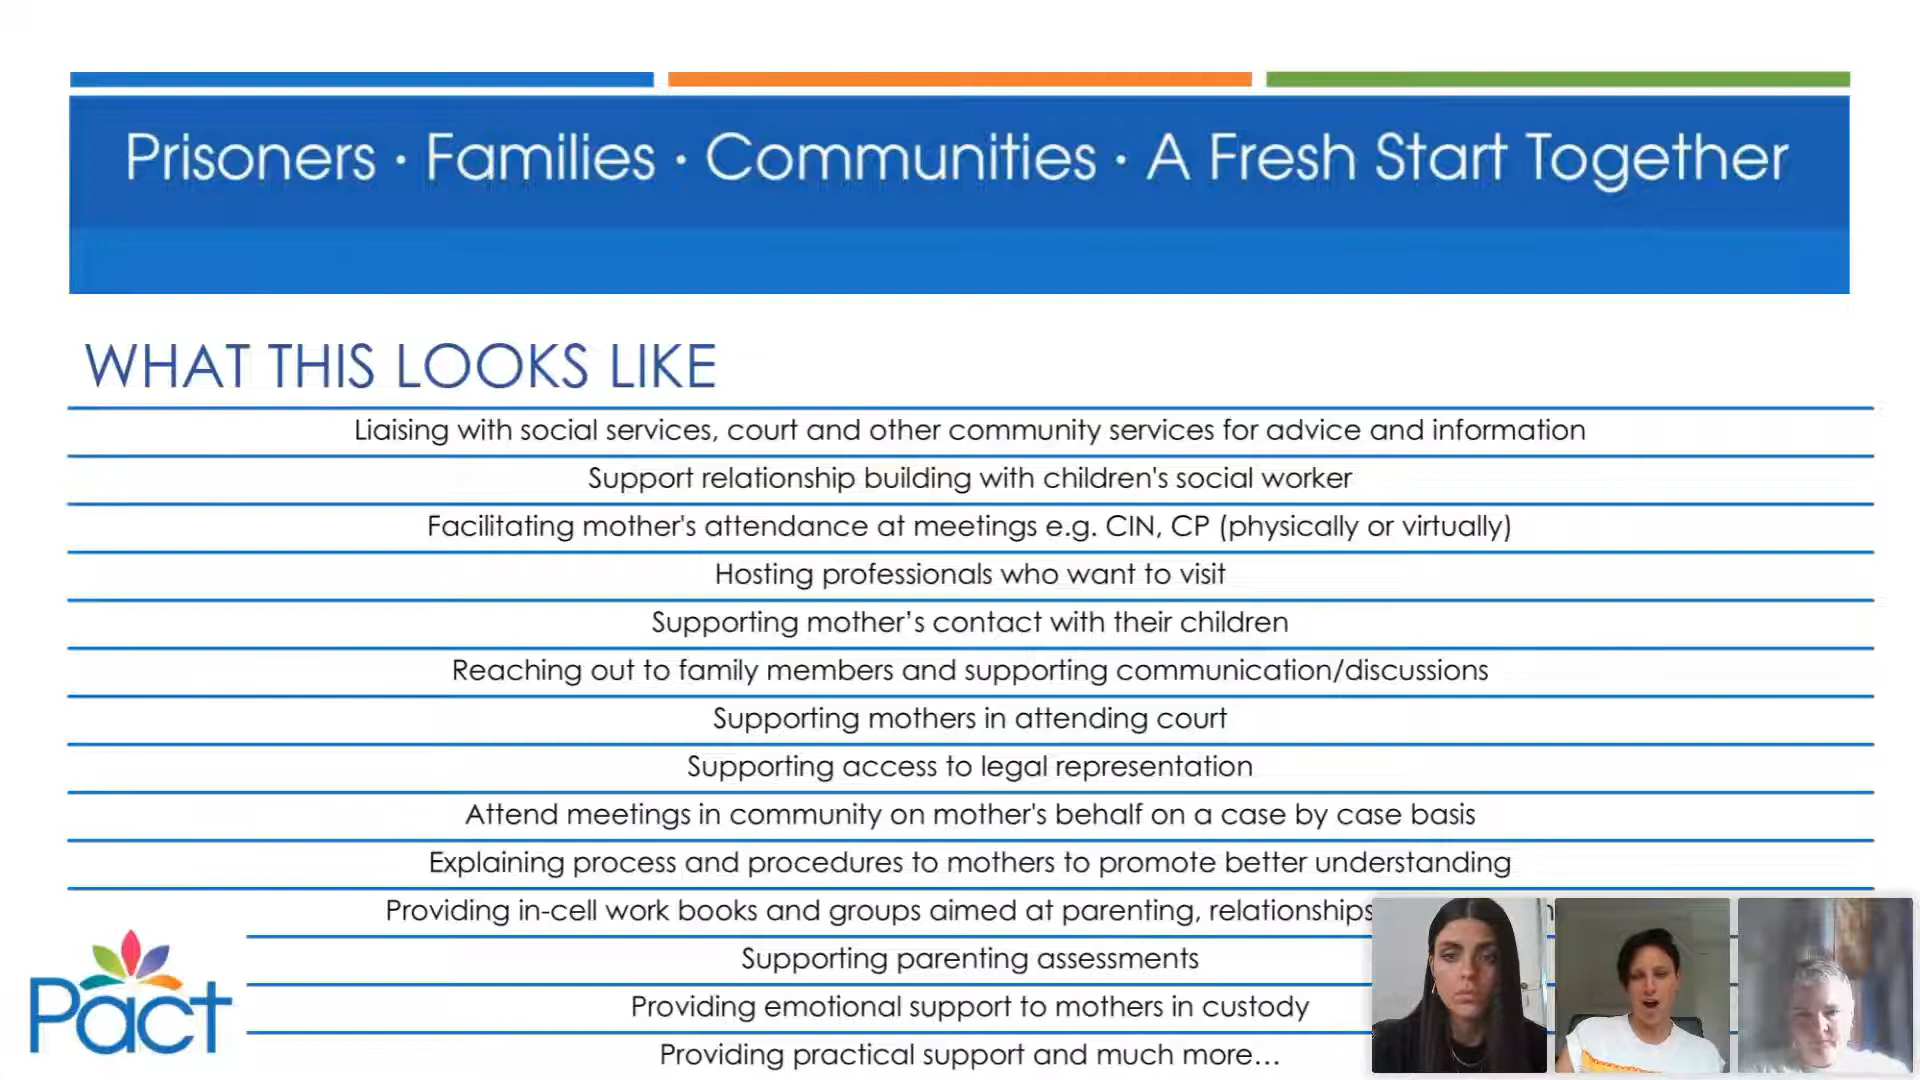 Prisoners · Families · Communities · A Fresh Start Together
WHAT THIS LOOKS LIKE
Liaising with social services, court and other community services for advice and information
Support relationship building with children's social worker
Facilitating mother's attendance at meetings e.g. CIN, CP (physically or virtually)
Hosting professionals who want to visit
Supporting mother’s contact with their children
Reaching out to family members and supporting communication/discussions
Supporting mothers in attending court
Supporting access to legal representation
Attend meetings in community on mother's behalf on a case by case basis
Explaining process and procedures to mothers to promote better understanding
Providing in-cell work books and groups aimed at parenting, relationships
Supporting parenting assessments
Providing emotional support to mothers in custody
Providing practical support and much more...
Pact